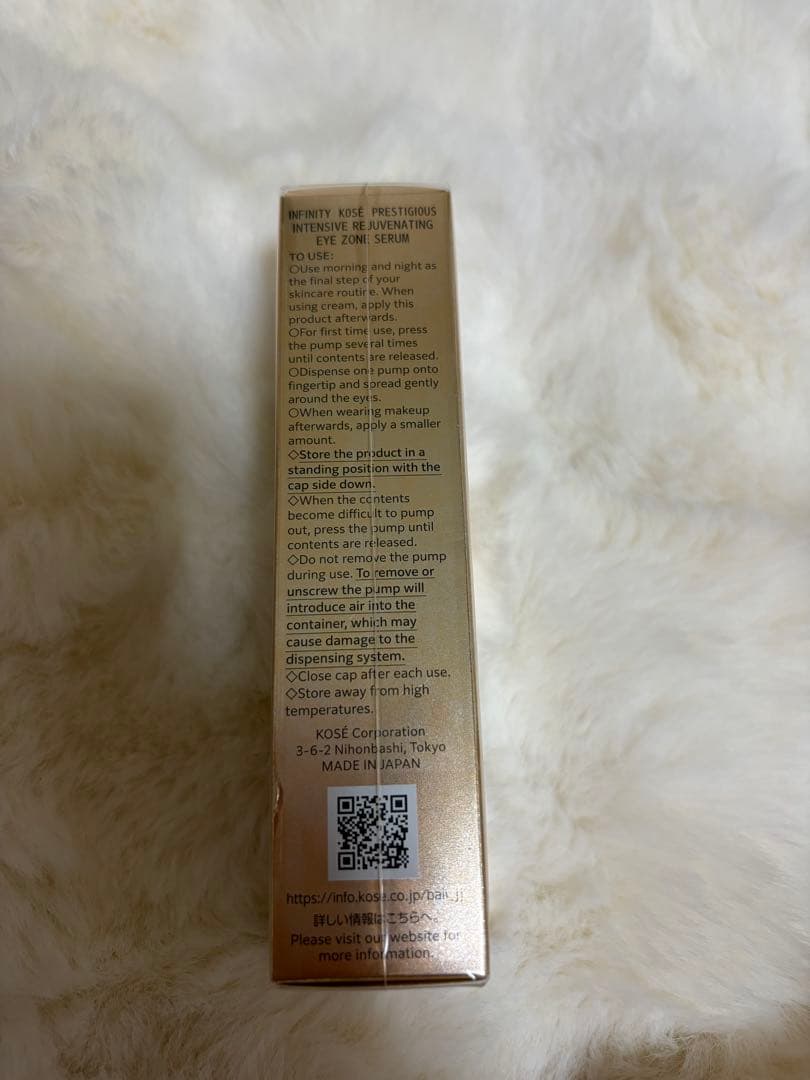 INFINITY KOSÉ PRESTIGIOUS
INTENSIVE REJUVENATING
EYE ZONE SERUM
TO USE:
○Use morning and night as
the final step of your
skincare routine. When
using cream, apply this
product afterwards.
○For first time use, press
the pump several times
until contents are released.
○Dispense one pump onto
fingertip and spread gently
around the eyes.
○When wearing makeup
afterwards, apply a smaller
amount.
◇Store the product in a
standing position with the
cap side down.
◇When the contents
become difficult to pump
out, press the pump until
contents are released.
◇Do not remove the pump
during use. To remove or
unscrew the pump will
introduce air into the
container, which may
cause damage to the
dispensing system.
◇Close cap after each use.
◇Store away from high
temperatures.
KOSÉ Corporation
3-6-2 Nihonbashi, Tokyo
MADE IN JAPAN
詳しい情報はこちらへ。
Please visit our website for
more information.